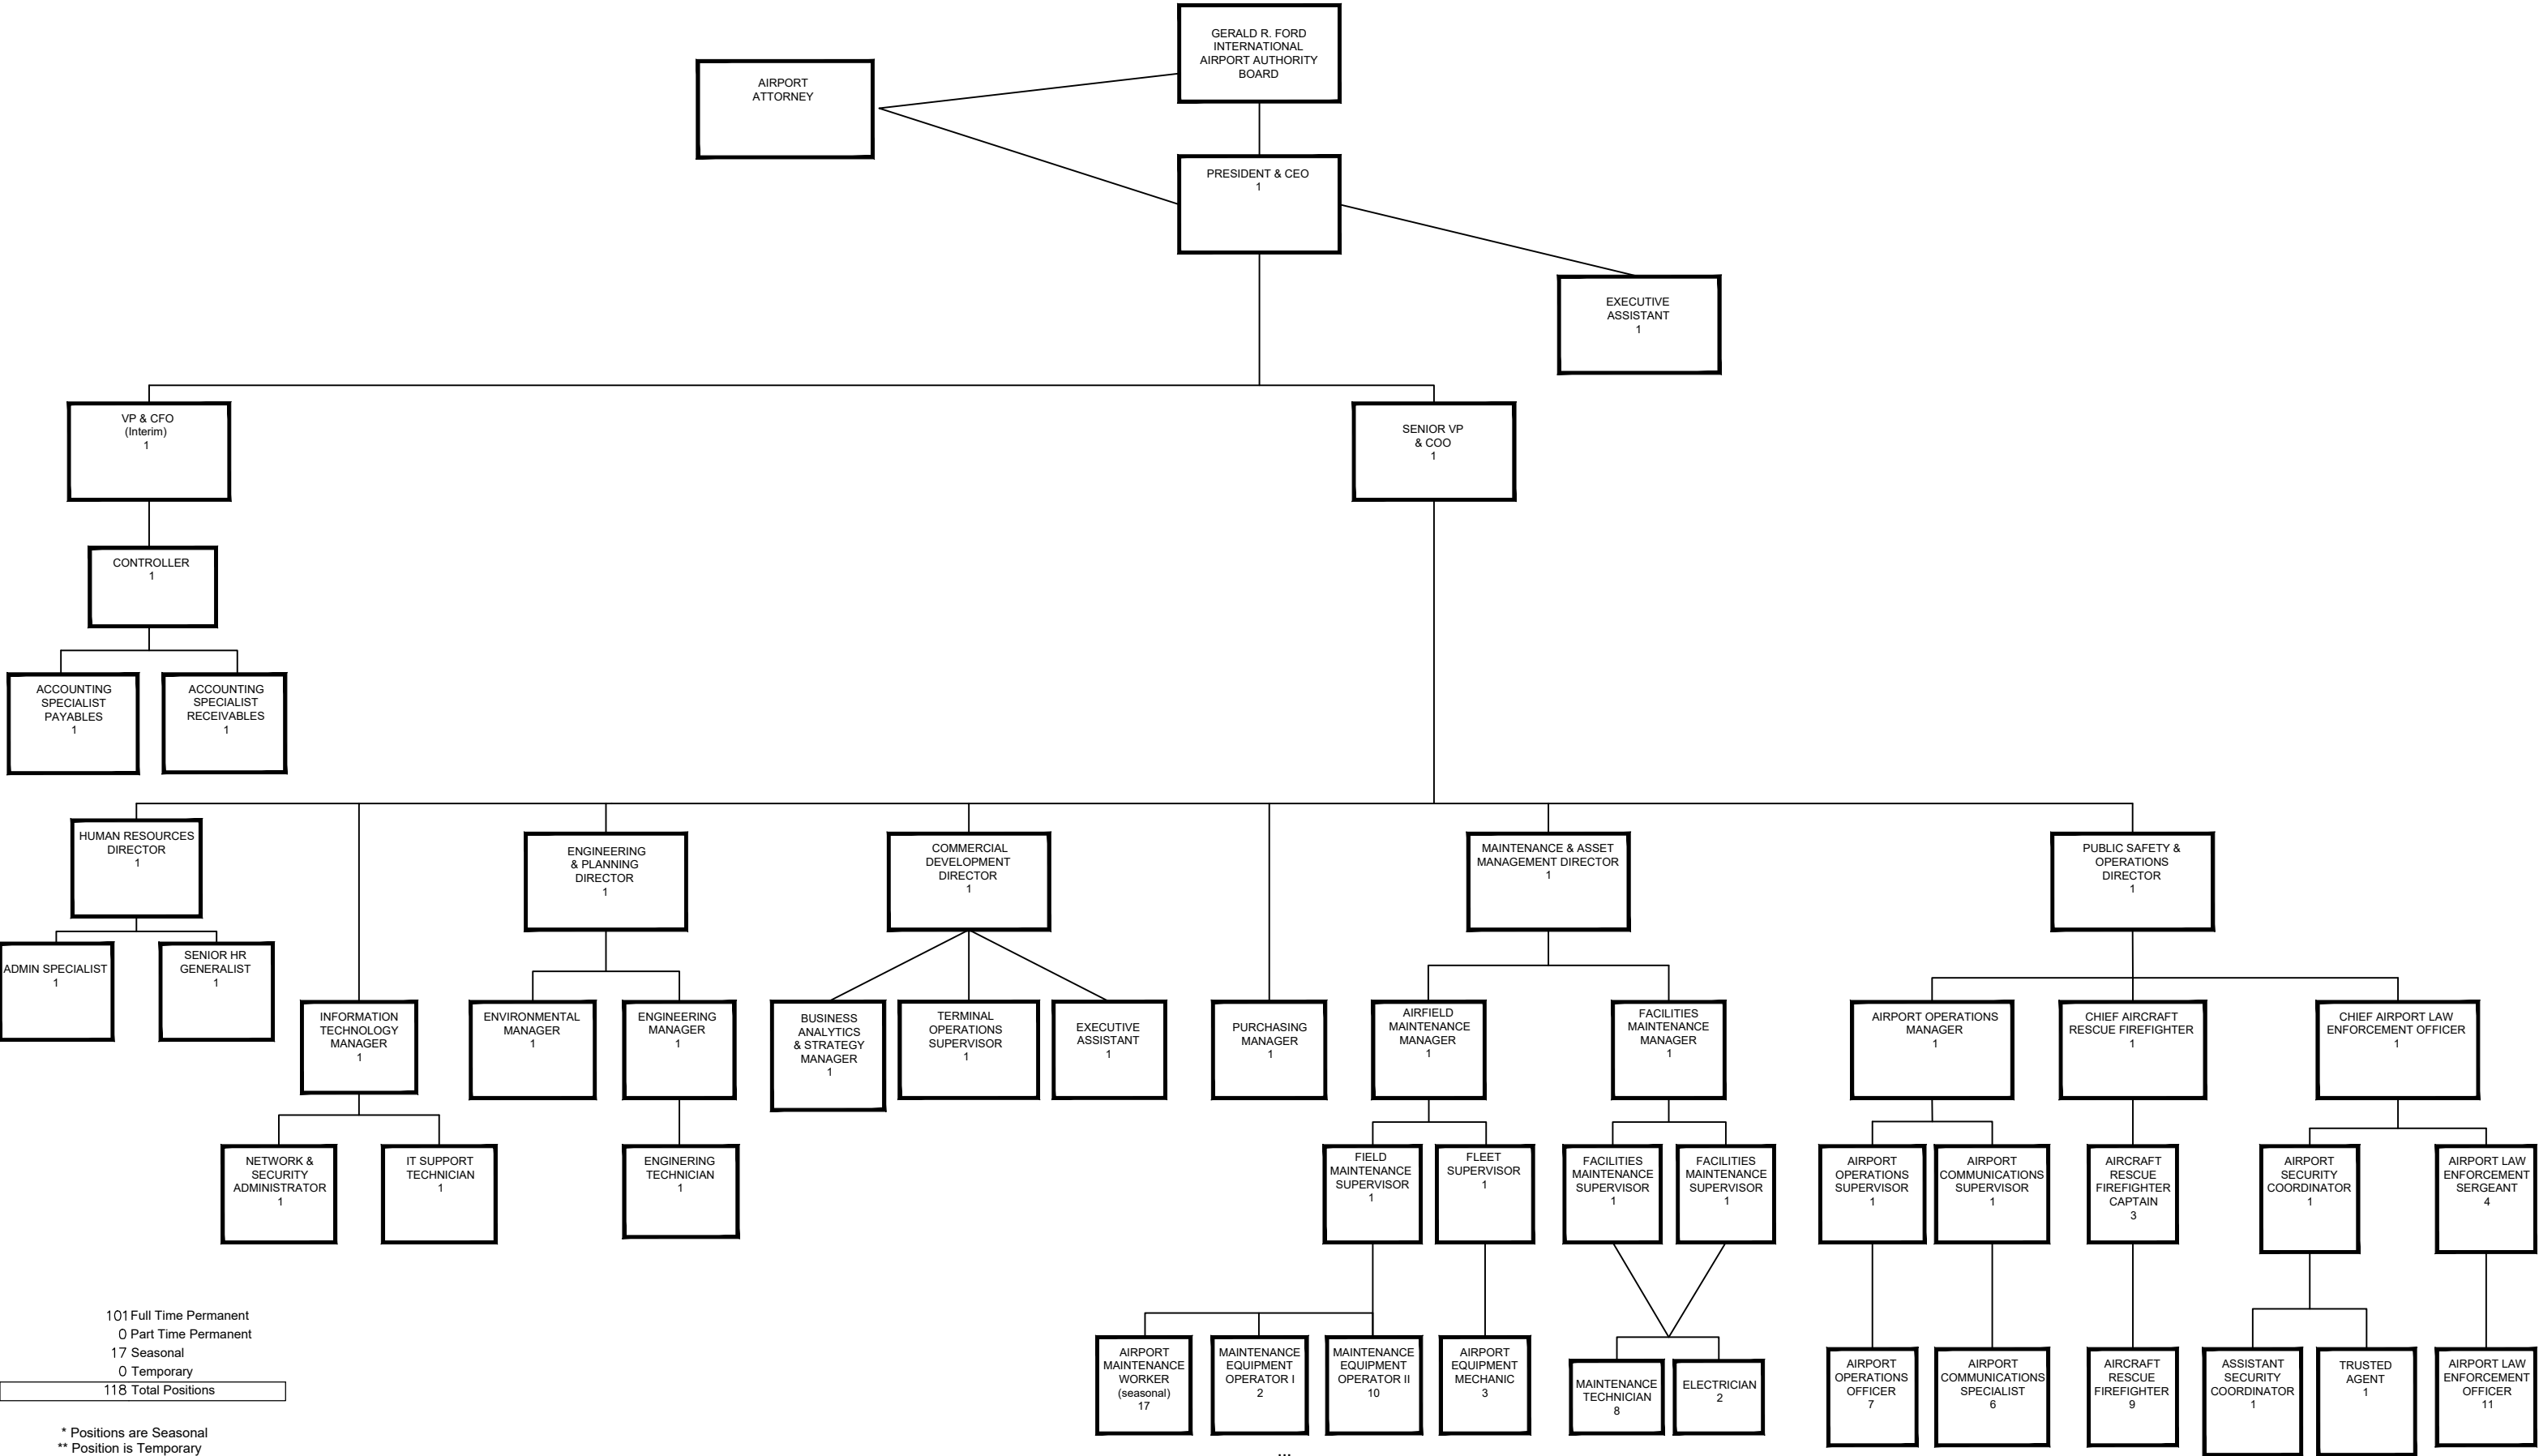 GERALD R. FORD
INTERNATIONAL
AIRPORT AUTHORITY
BOARD
AIRPORT
ATTORNEY
PRESIDENT & CEO
1
EXECUTIVE
ASSISTANT
1
VP & CFO
(Interim)
1
SENIOR VP
& COO
1
CONTROLLER
1
ACCOUNTING
SPECIALIST
PAYABLES
1
ACCOUNTING
SPECIALIST
RECEIVABLES
1
HUMAN RESOURCES
DIRECTOR
1
ENGINEERING
& PLANNING
DIRECTOR
1
COMMERCIAL
DEVELOPMENT
DIRECTOR
1
MAINTENANCE & ASSET
MANAGEMENT DIRECTOR
1
PUBLIC SAFETY &
OPERATIONS
DIRECTOR
1
ADMIN SPECIALIST
1
SENIOR HR
GENERALIST
1
INFORMATION
TECHNOLOGY
MANAGER
1
ENVIRONMENTAL
MANAGER
1
ENGINEERING
MANAGER
1
BUSINESS
ANALYTICS
& STRATEGY
MANAGER
1
TERMINAL
OPERATIONS
SUPERVISOR
1
EXECUTIVE
ASSISTANT
1
PURCHASING
MANAGER
1
AIRFIELD
MAINTENANCE
MANAGER
1
FACILITIES
MAINTENANCE
MANAGER
1
AIRPORT OPERATIONS
MANAGER
1
CHIEF AIRCRAFT
RESCUE FIREFIGHTER
1
CHIEF AIRPORT LAW
ENFORCEMENT OFFICER
1
NETWORK &
SECURITY
ADMINISTRATOR
1
IT SUPPORT
TECHNICIAN
1
ENGINERING
TECHNICIAN
1
FIELD
MAINTENANCE
SUPERVISOR
1
FLEET
SUPERVISOR
1
FACILITIES
MAINTENANCE
SUPERVISOR
1
FACILITIES
MAINTENANCE
SUPERVISOR
1
AIRPORT
OPERATIONS
SUPERVISOR
1
AIRPORT
COMMUNICATIONS
SUPERVISOR
1
AIRCRAFT
RESCUE
FIREFIGHTER
CAPTAIN
3
AIRPORT
SECURITY
COORDINATOR
1
AIRPORT LAW
ENFORCEMENT
SERGEANT
4
AIRPORT
MAINTENANCE
WORKER
(seasonal)
17
MAINTENANCE
EQUIPMENT
OPERATOR I
2
MAINTENANCE
EQUIPMENT
OPERATOR II
10
AIRPORT
EQUIPMENT
MECHANIC
3
MAINTENANCE
TECHNICIAN
8
ELECTRICIAN
2
AIRPORT
OPERATIONS
OFFICER
7
AIRPORT
COMMUNICATIONS
SPECIALIST
6
AIRCRAFT
RESCUE
FIREFIGHTER
9
ASSISTANT
SECURITY
COORDINATOR
1
TRUSTED
AGENT
1
AIRPORT LAW
ENFORCEMENT
OFFICER
11
101 Full Time Permanent
0 Part Time Permanent
17 Seasonal
0 Temporary
118 Total Positions
* Positions are Seasonal
** Position is Temporary